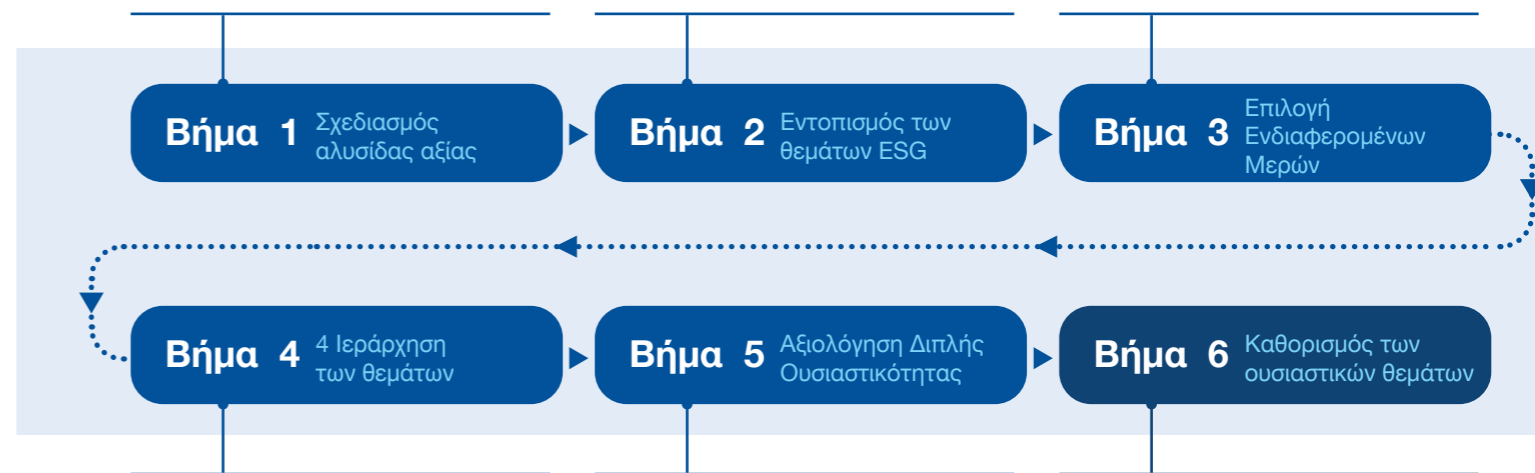 Βήμα 1
Σχεδιασμός
αλυσίδας αξίας
Βήμα 2
Εντοπισμός των
θεμάτων ESG
Βήμα 3
Επιλογή
Ενδιαφερομένων
Μερών
Βήμα 4
4 Ιεράρχηση
των θεμάτων
Βήμα 5
Αξιολόγηση Διπλής
Ουσιαστικότητας
Βήμα 6
Καθορισμός των
ουσιαστικών θεμάτων